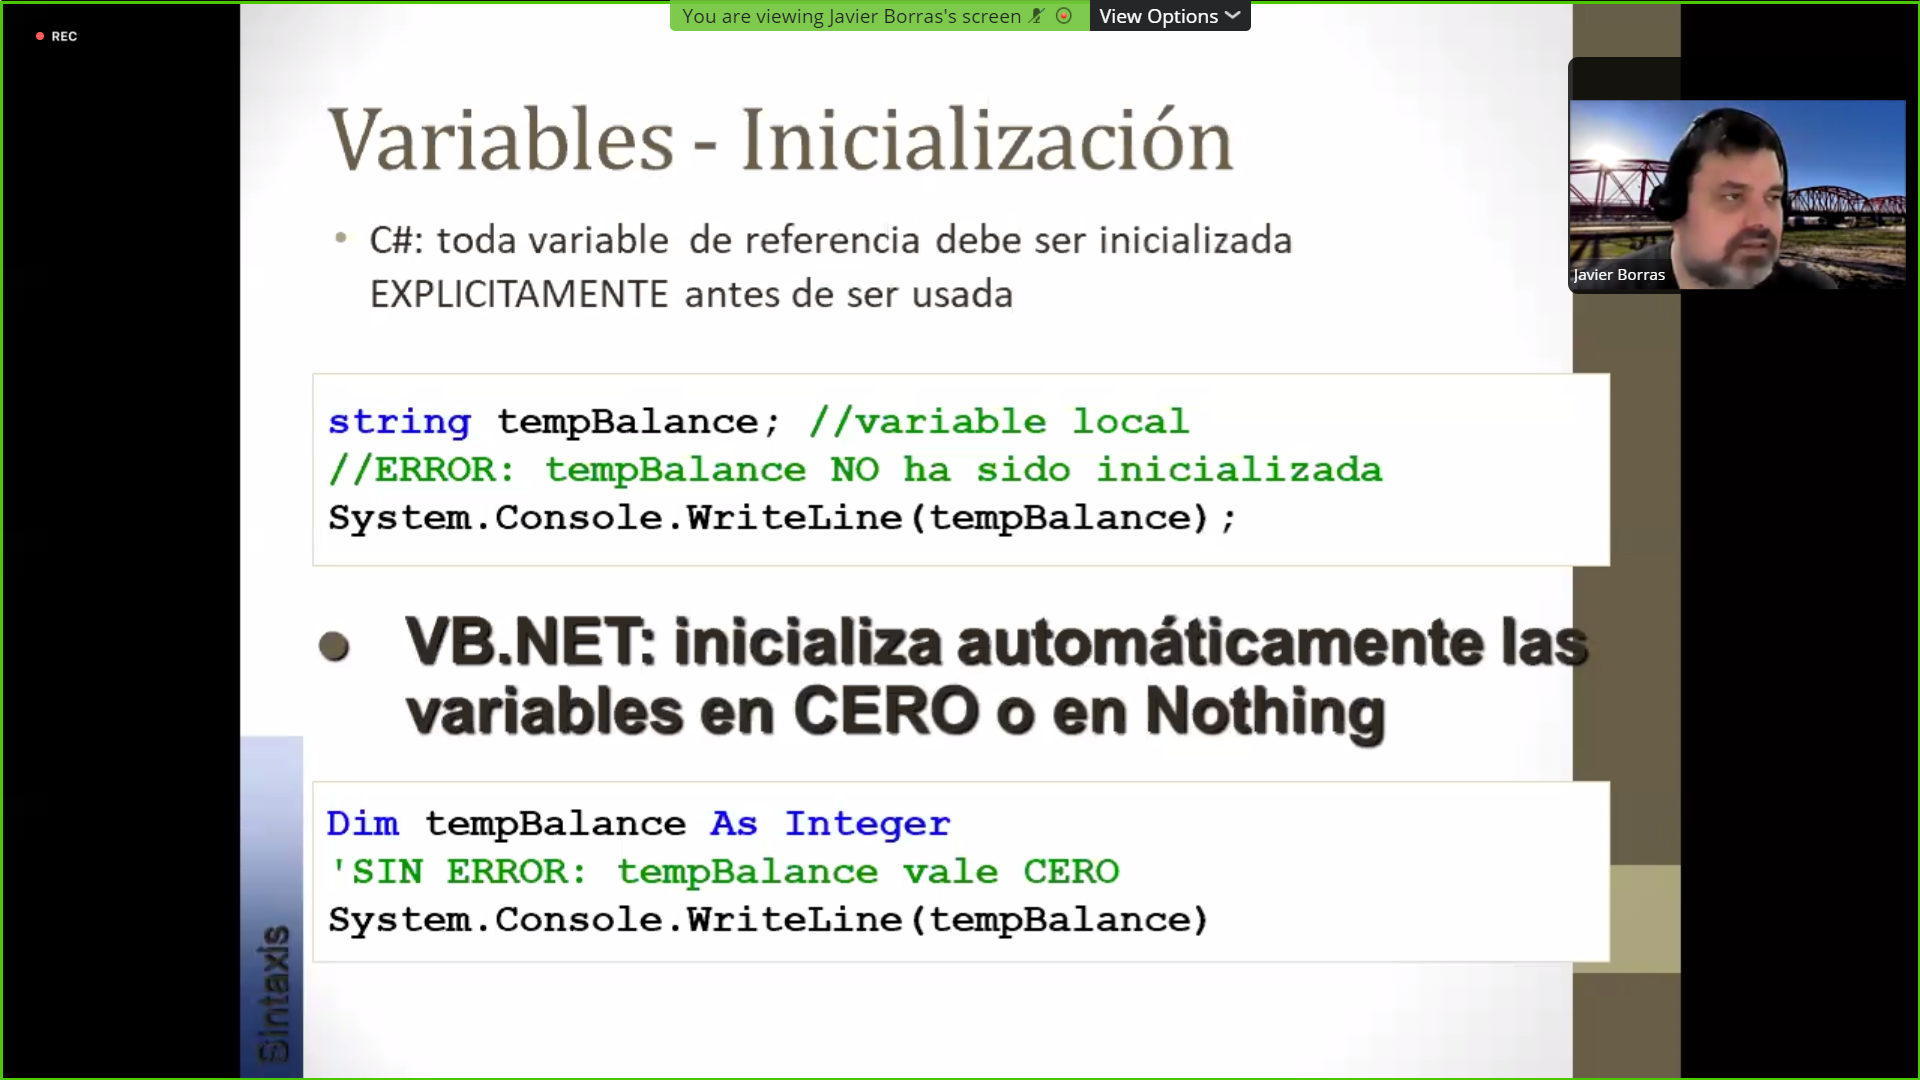 You are viewing Javier Borras's screen
View Options
REC
Variables - Inicialización
Javier Borras
• C#: toda variable de referencia debe ser inicializada
EXPLICITAMENTE antes de ser usada
string tempBalance; //variable local
//ERROR: tempBalance NO ha sido inicializada
System.Console.WriteLine(tempBalance);
• VB.NET: inicializa automáticamente las
variables en CERO o en Nothing
Dim tempBalance As Integer
'SIN ERROR: tempBalance vale CERO
System.Console.WriteLine(tempBalance)
Sintaxis